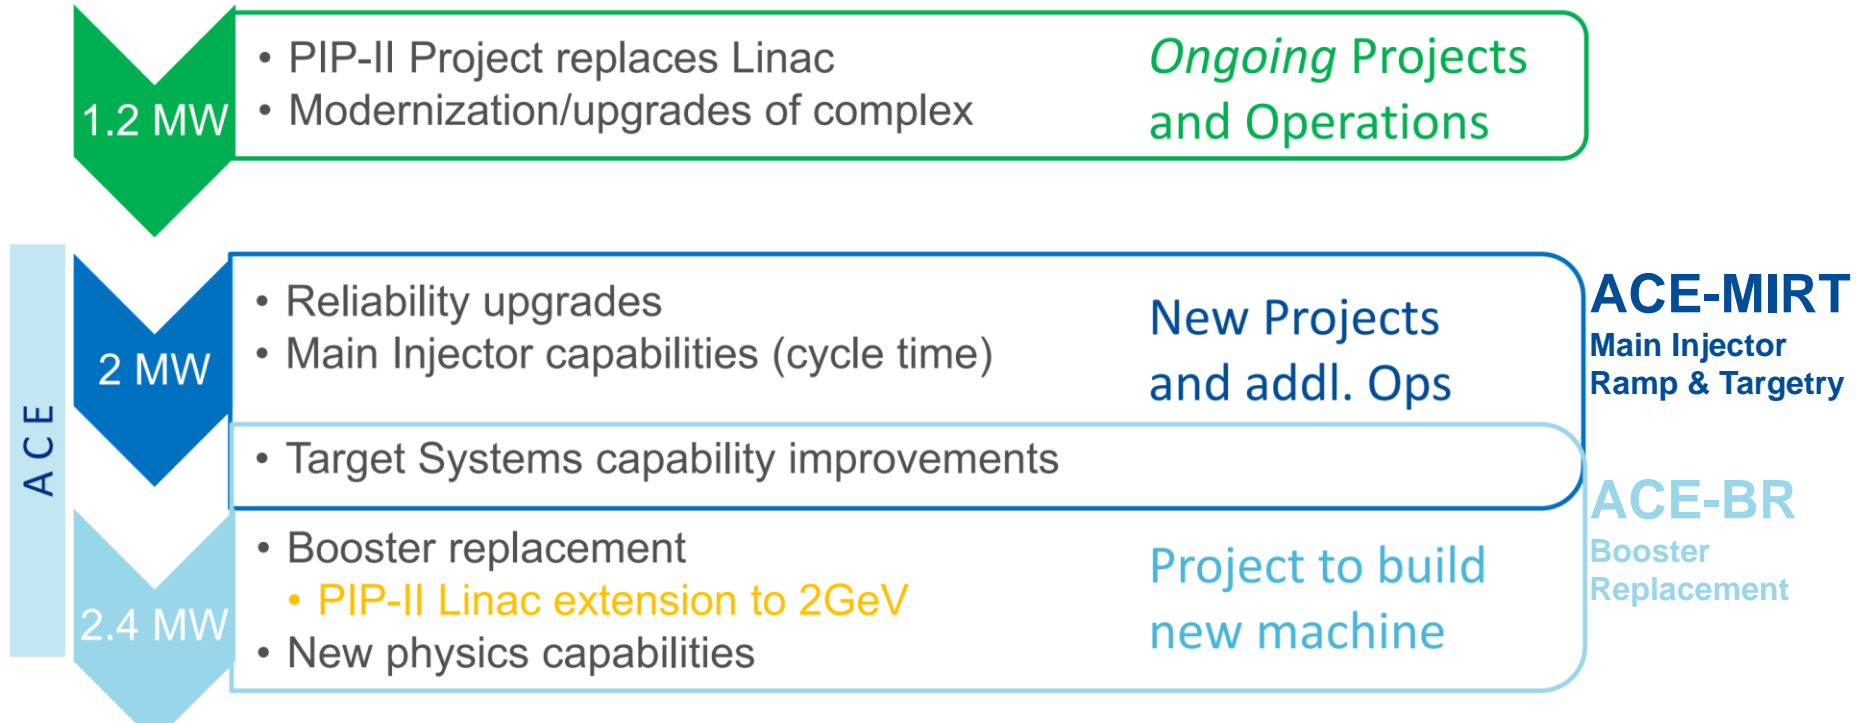 1.2 MW
• PIP-II Project replaces Linac
• Modernization/upgrades of complex
Ongoing Projects
and Operations
ACE
2 MW
• Reliability upgrades
• Main Injector capabilities (cycle time)
New Projects
and addl. Ops
ACE-MIRT
Main Injector
Ramp & Targetry
• Target Systems capability improvements
2.4 MW
• Booster replacement
• PIP-II Linac extension to 2GeV
• New physics capabilities
Project to build
new machine
ACE-BR
Booster
Replacement